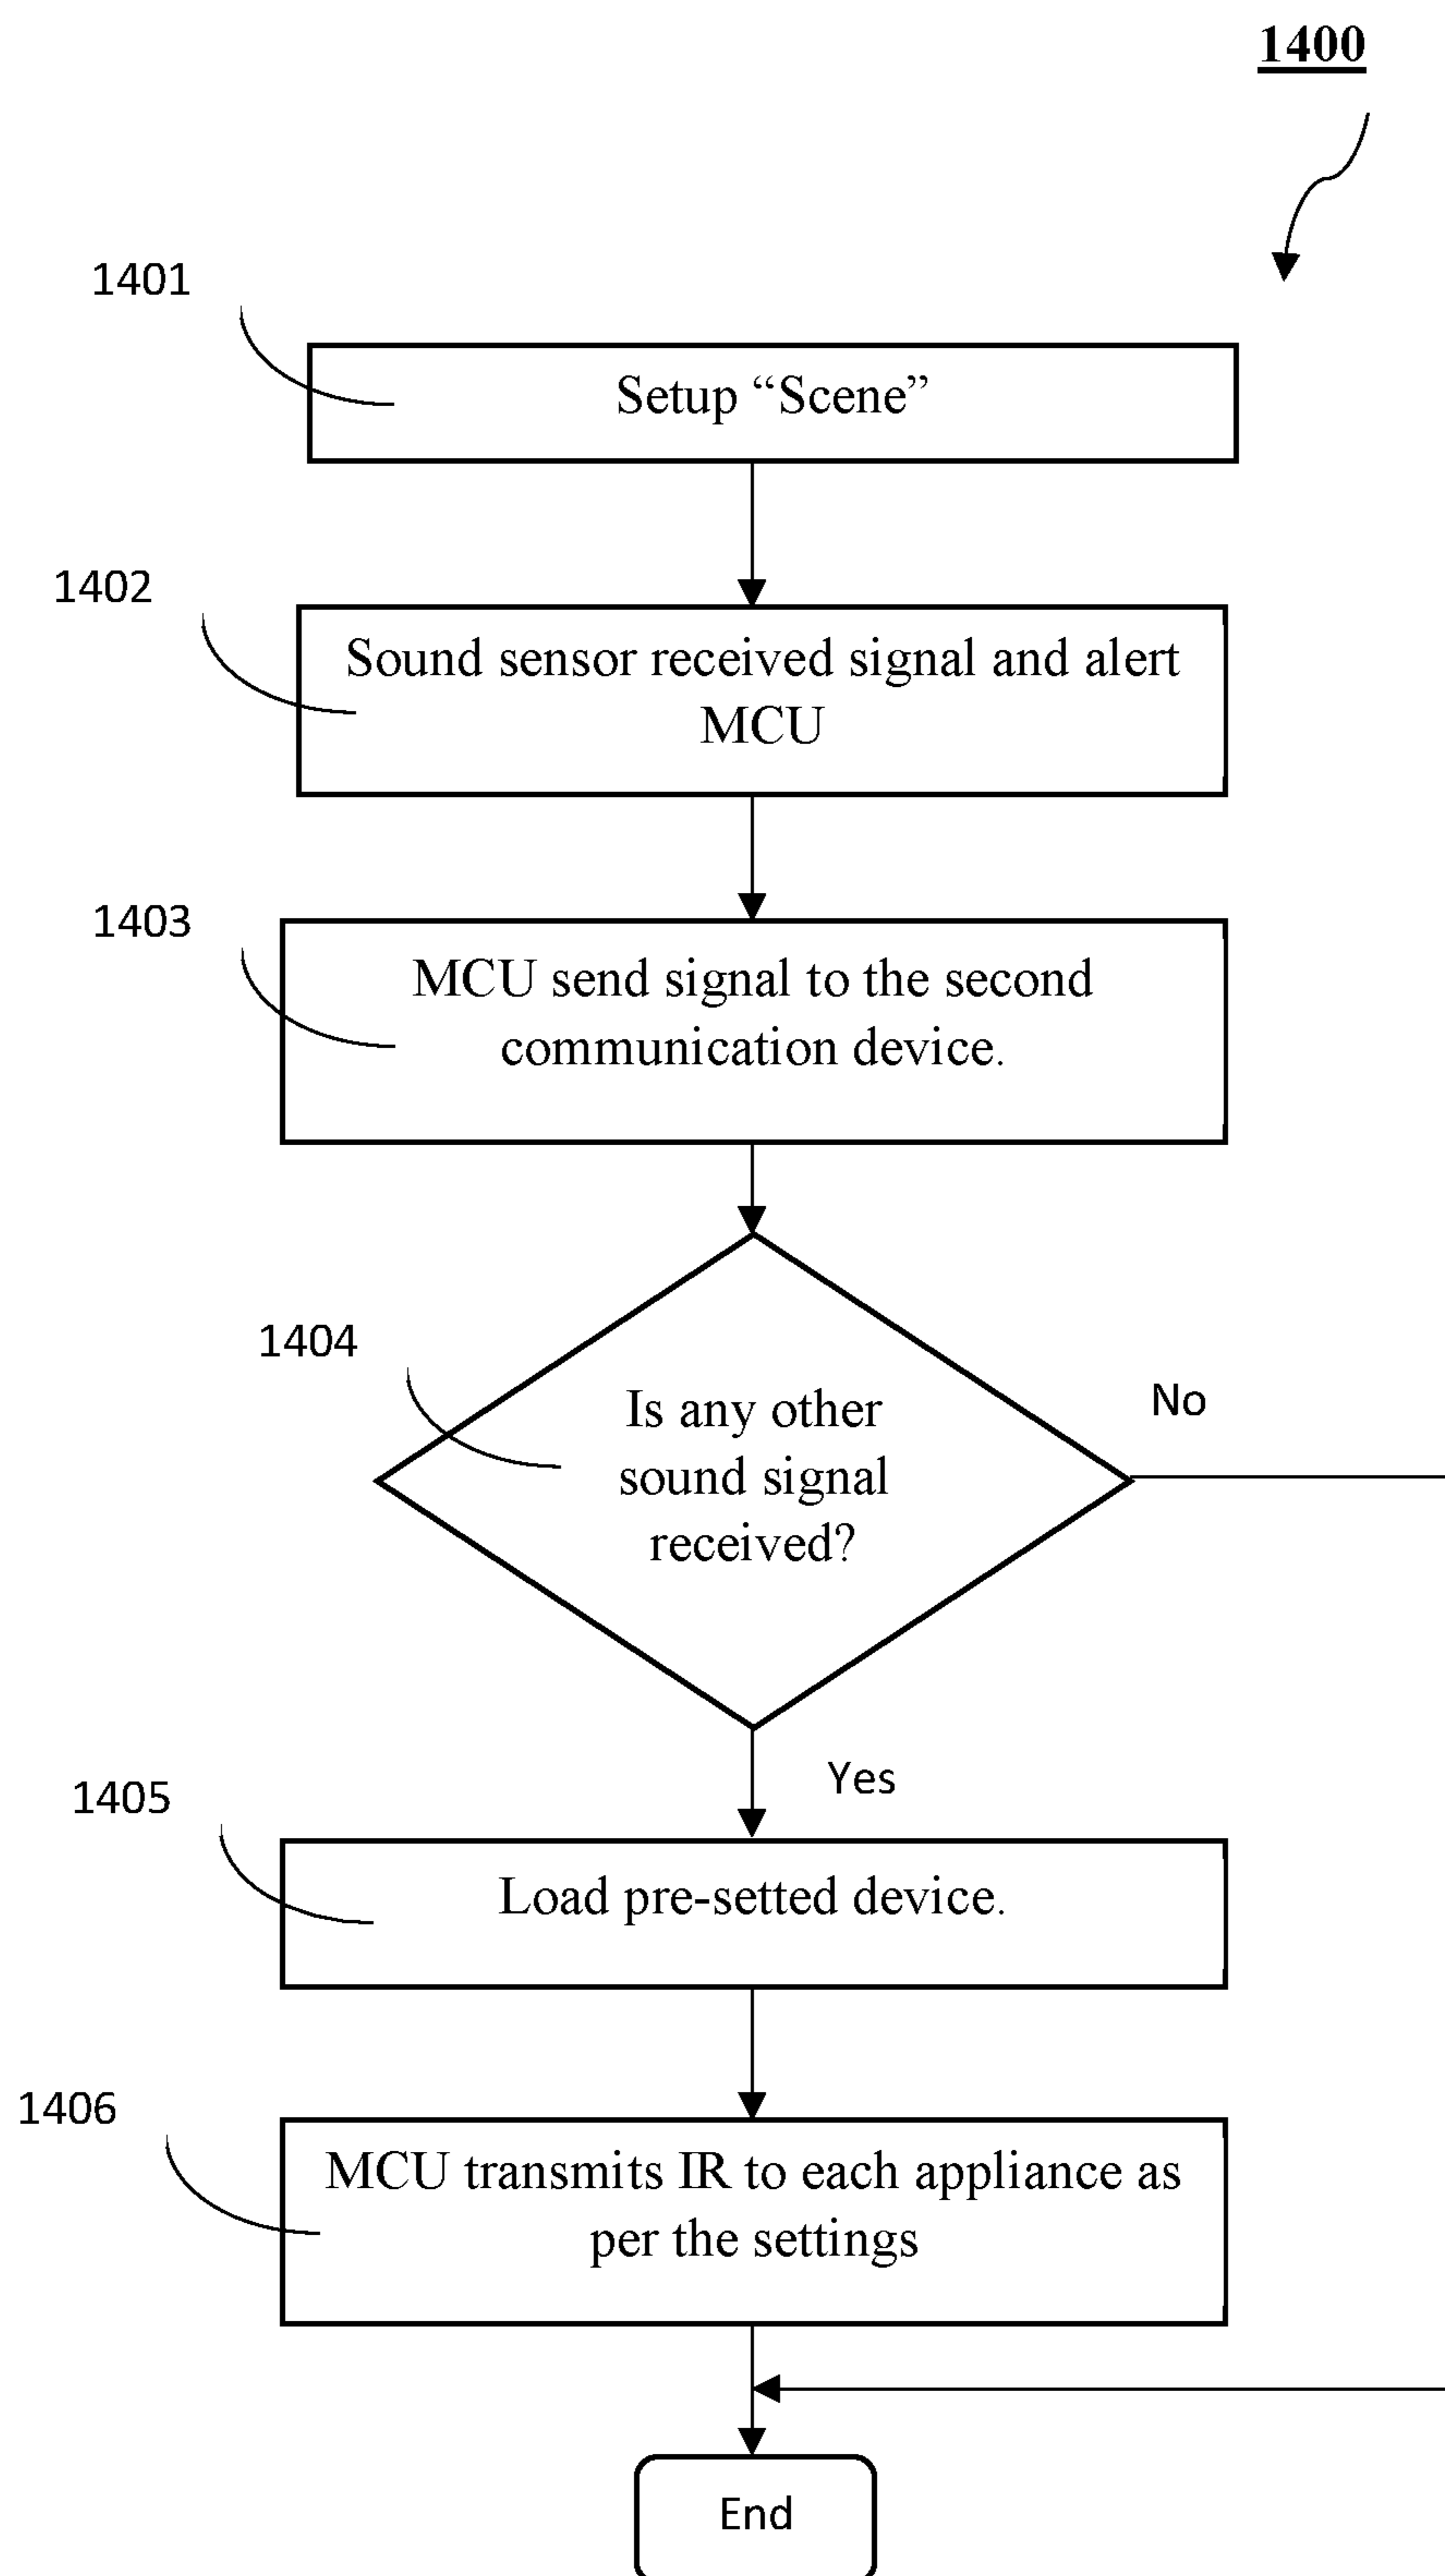 1400
1401
Setup “Scene”
1402
Sound sensor received signal and alert
MCU
1403
MCU send signal to the second
communication device.
1404
Is any other
sound signal
received?
No
Yes
1405
Load pre-setted device.
1406
MCU transmits IR to each appliance as
per the settings
End